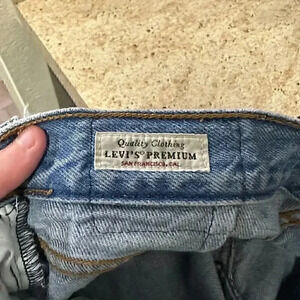 Quality Clothing
LEVI'S® PREMIUM
SAN FRANCISCO, CAL.